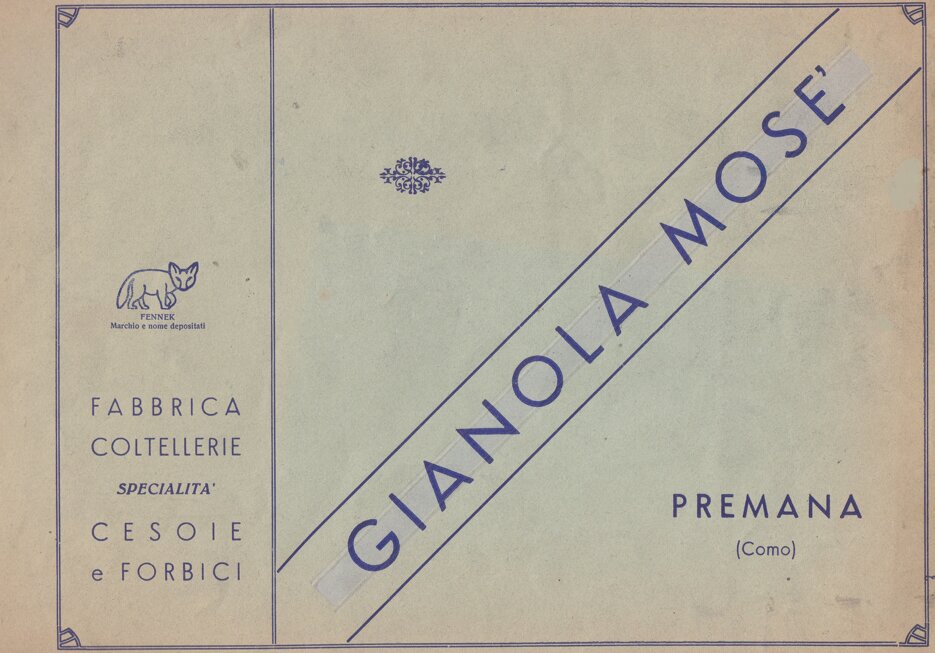 FENNEK
Marchio e nome depositati
FABBRICA
COLTELLERIE
SPECIALITA'
CESOIE
e FORBICI
GIANOLA MOSE'
PREMANA
(Como)